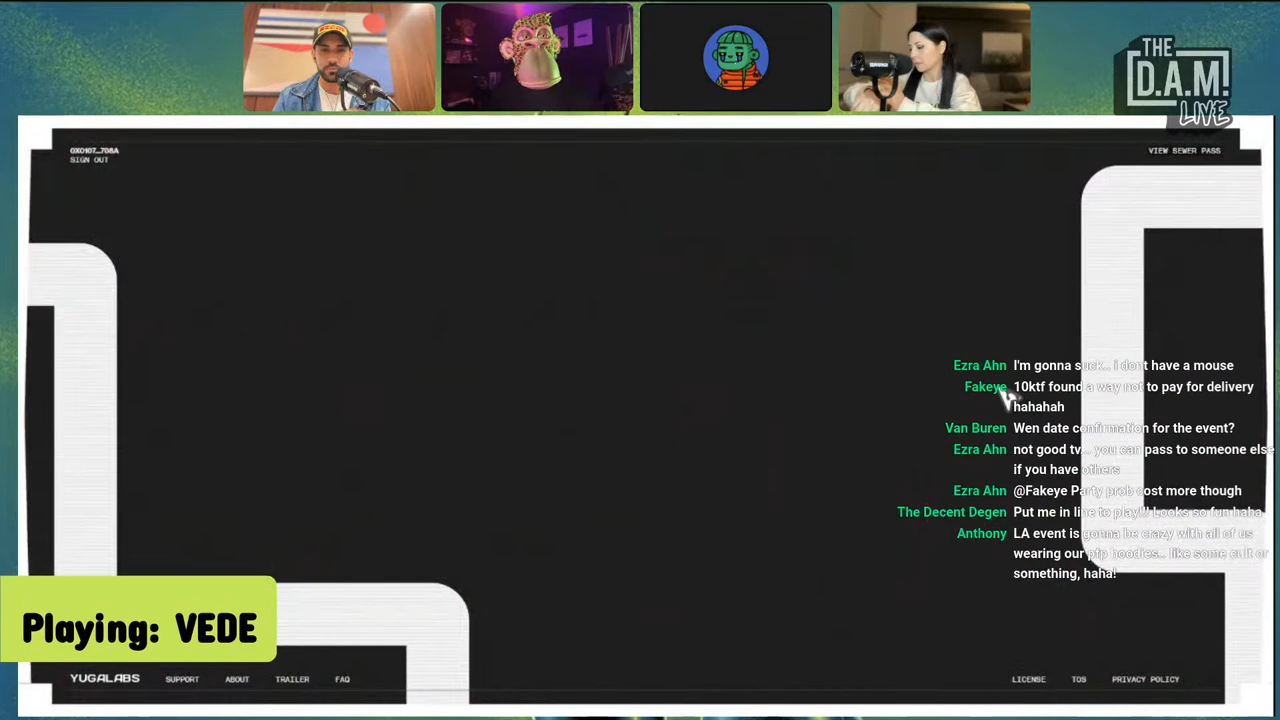 THE
D.A.M!
LIVE
0X0107...708A
SIGN OUT
VIEW SEWER PASS
Ezra Ahn I'm gonna suck... i dont have a mouse
Fakeye 10ktf found a way not to pay for delivery
hahahah
Van Buren Wen date confirmation for the event?
Ezra Ahn not good tv... you can pass to someone else
if you have others
Ezra Ahn @Fakeye Party prob cost more though
The Decent Degen Put me in line to play!!! Looks so fun haha
Anthony LA event is gonna be crazy with all of us
wearing our pfp hoodies... like some cult or
something, haha!
Playing: VEDE
YUGALABS SUPPORT ABOUT TRAILER FAQ
LICENSE TOS PRIVACY POLICY